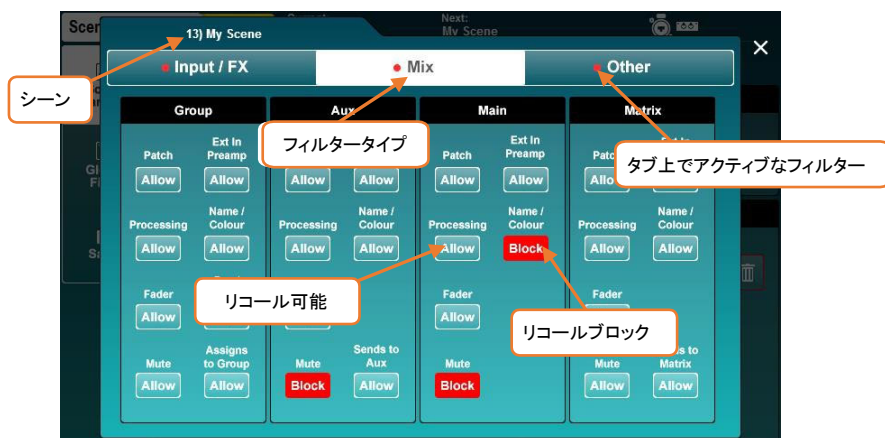 Scen
Next:
My Scene
13) My Scene
Input / FX
Mix
Other
シーン
Group
Aux
Main
Matrix
フィルタータイプ
タブ上でアクティブなフィルター
Patch
Ext In
Preamp
Patch
Ext In
Preamp
Allow
Allow
Allow
Allow
Allow
Allow
Processing
Name /
Colour
Processing
Name /
Colour
Processing
Name /
Colour
Processing
Name /
Colour
Allow
Allow
Allow
Allow
Allow
Block
Allow
Allow
リコール可能
リコールブロック
Fader
Fader
Fader
Allow
Allow
Mute
Assigns
to Group
Mute
Sends to
Aux
Mute
Mute
Matrix
Allow
Allow
Block
Allow
Block
Allow
Allow